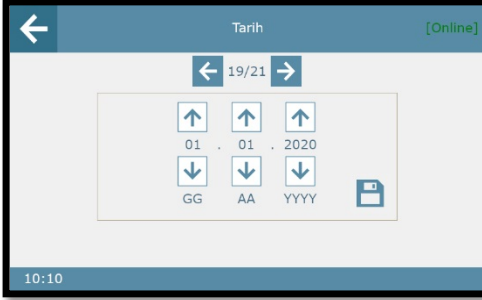 Tarih
[Online]
19/21
01 . 01 . 2020
GG AA YYYY
10:10